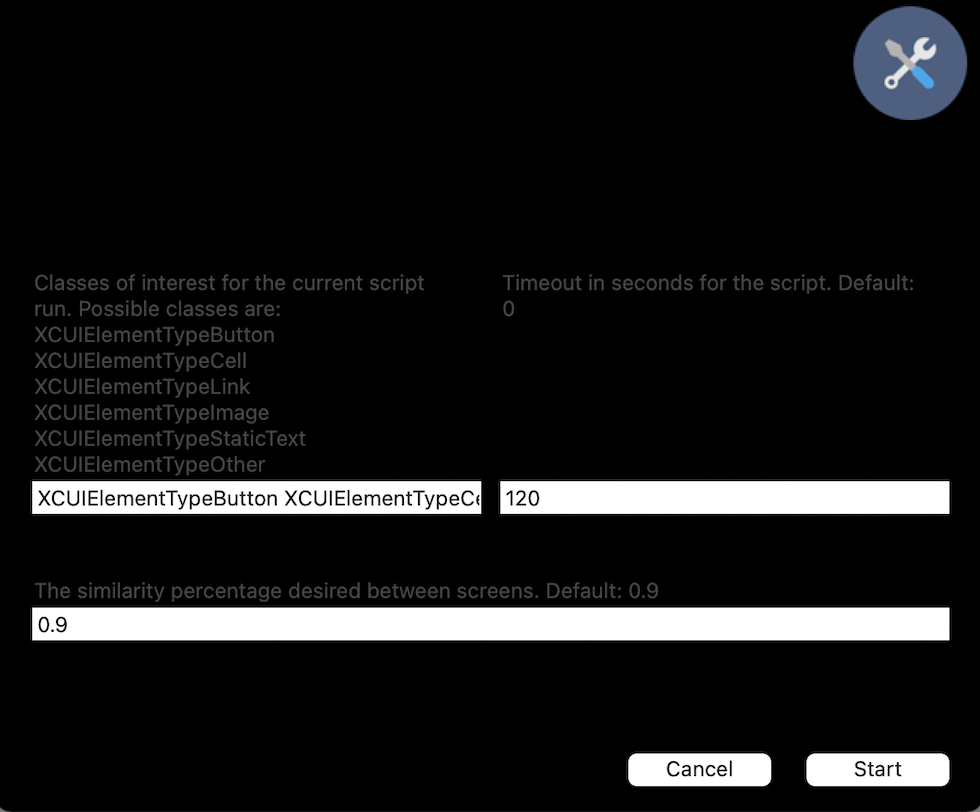 Classes of interest for the current script
run. Possible classes are:
XCUIElementTypeButton
XCUIElementTypeCell
XCUIElementTypeLink
XCUIElementTypeImage
XCUIElementTypeStaticText
XCUIElementTypeOther
XCUIElementTypeButton XCUIElementTypeCe
Timeout in seconds for the script. Default:
0
120
The similarity percentage desired between screens. Default: 0.9
0.9
Cancel
Start